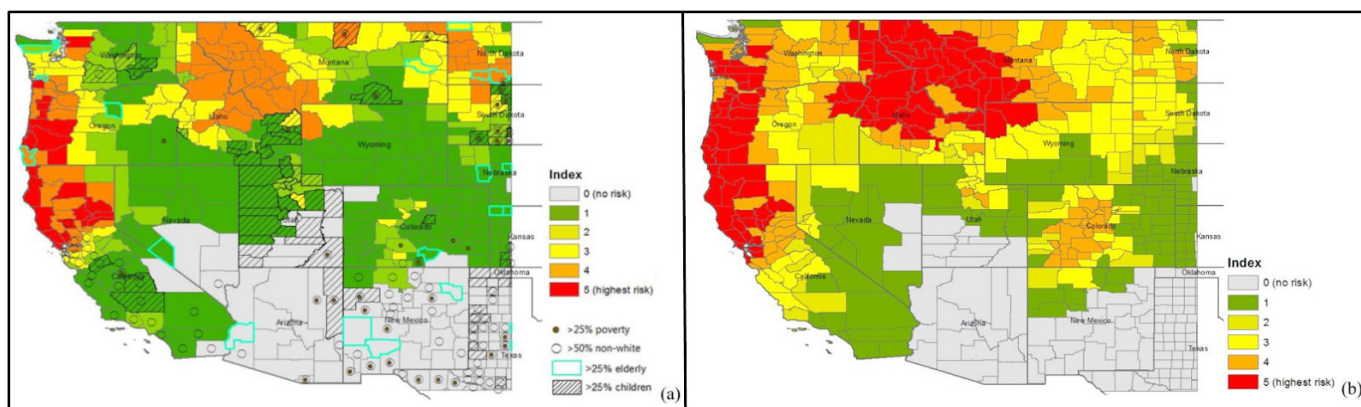 Washington
Montana
North Dakota
Oregon
Idaho
South Dakota
Wyoming
Nebraska
Nevada
Utah
Colorado
Kansas
California
Oklahoma
Arizona
New Mexico
Texas
Index
0 (no risk)
1
2
3
4
5 (highest risk)
>25% poverty
>50% non-white
>25% elderly
>25% children
(a)
Washington
Montana
North Dakota
Oregon
Idaho
South Dakota
Wyoming
Nebraska
Nevada
Utah
Colorado
Kansas
California
Oklahoma
Arizona
New Mexico
Texas
Index
0 (no risk)
1
2
3
4
5 (highest risk)
(b)